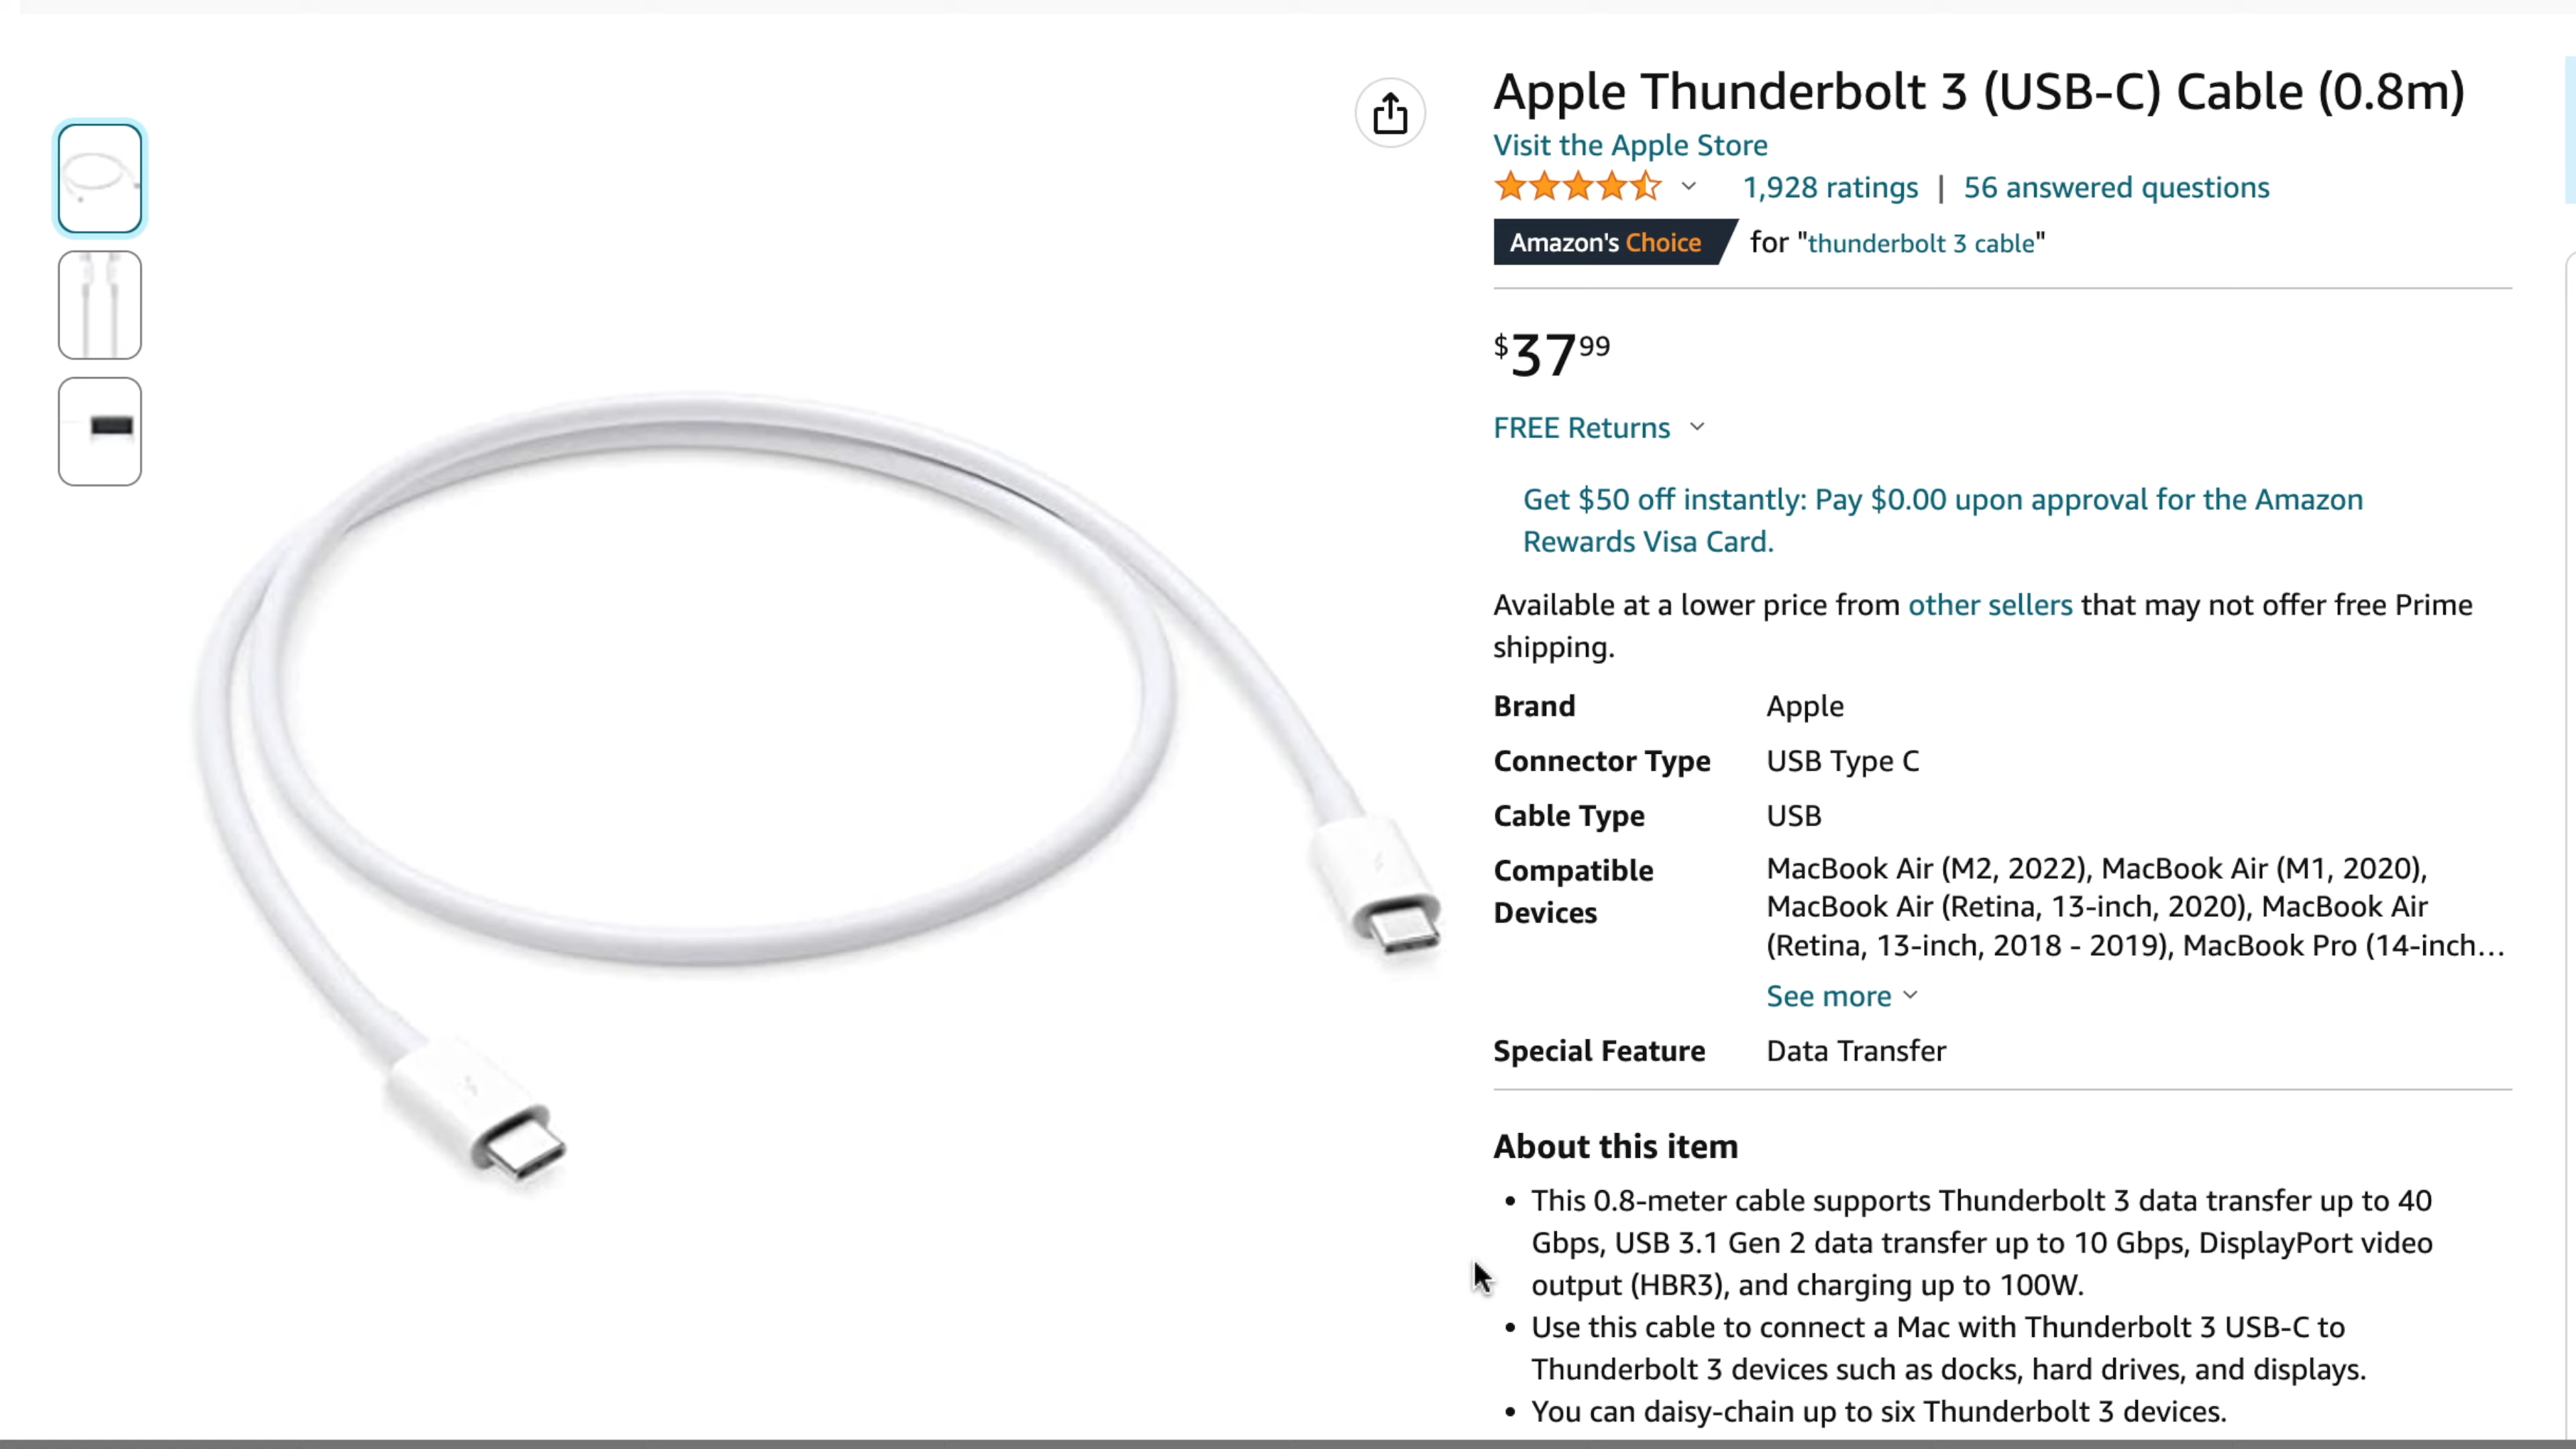 Apple Thunderbolt 3 (USB-C) Cable (0.8m)
Visit the Apple Store
1,928 ratings | 56 answered questions
Amazon's Choice for "thunderbolt 3 cable"
$37 99
FREE Returns
Get $50 off instantly: Pay $0.00 upon approval for the Amazon
Rewards Visa Card.
Available at a lower price from other sellers that may not offer free Prime
shipping.
Brand Apple
Connector Type USB Type C
Cable Type USB
Compatible Devices MacBook Air (M2, 2022), MacBook Air (M1, 2020),
MacBook Air (Retina, 13-inch, 2020), MacBook Air
(Retina, 13-inch, 2018 - 2019), MacBook Pro (14-inch...
See more
Special Feature Data Transfer
About this item
• This 0.8-meter cable supports Thunderbolt 3 data transfer up to 40
Gbps, USB 3.1 Gen 2 data transfer up to 10 Gbps, DisplayPort video
output (HBR3), and charging up to 100W.
• Use this cable to connect a Mac with Thunderbolt 3 USB-C to
Thunderbolt 3 devices such as docks, hard drives, and displays.
• You can daisy-chain up to six Thunderbolt 3 devices.